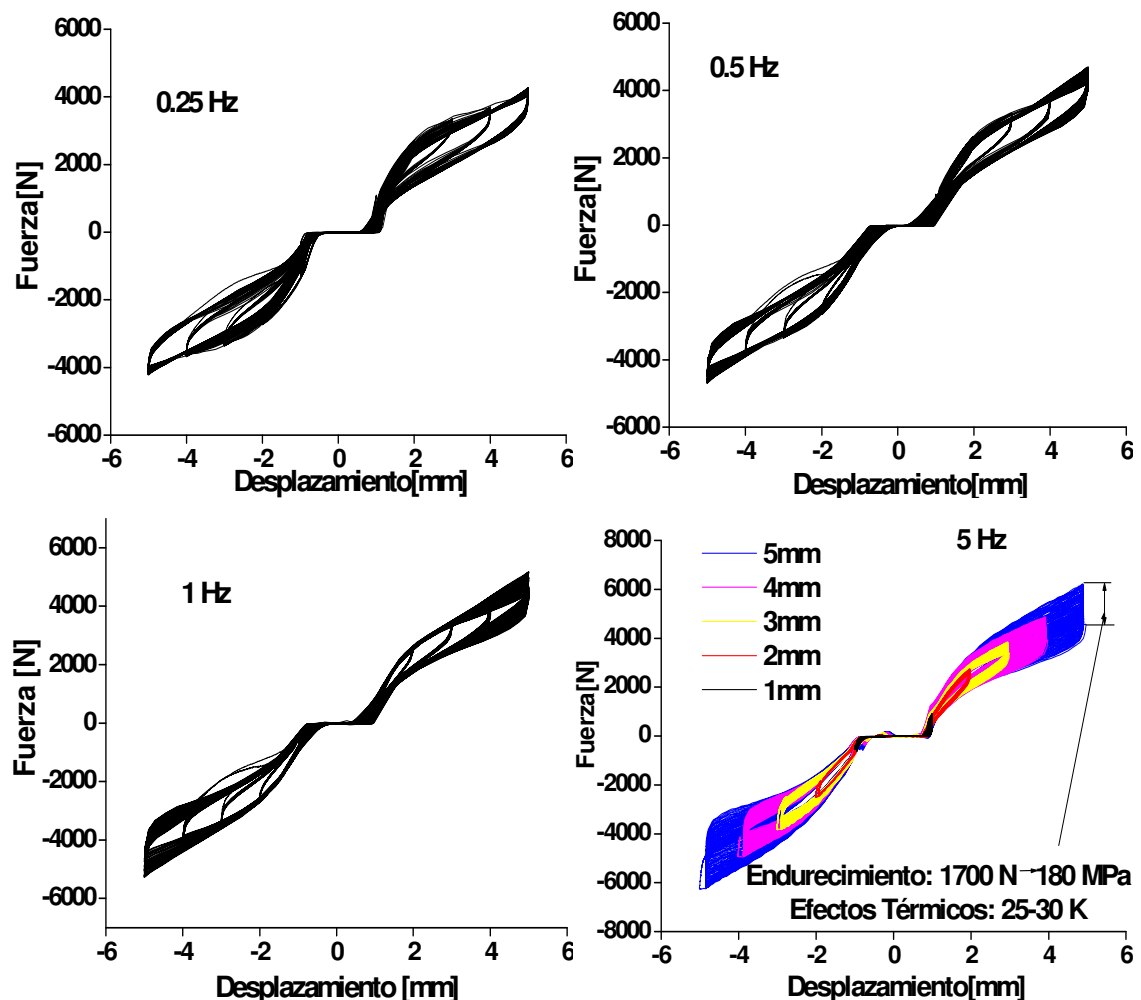 6000
4000
2000
0
-2000
-4000
-6000
0.25 Hz
Fuerza[N]
-6 -4 -2 0 2 4 6
Desplazamiento[mm]
6000
4000
2000
0
-2000
-4000
-6000
0.5 Hz
Fuerza[N]
-6 -4 -2 0 2 4 6
Desplazamiento[mm]
6000
4000
2000
0
-2000
-4000
-6000
1 Hz
Fuerza [N]
-6 -4 -2 0 2 4 6
Desplazamiento [mm]
8000
6000
4000
2000
0
-2000
-4000
-6000
-8000
5 Hz
5mm
4mm
3mm
2mm
1mm
Fuerza[N]
Endurecimiento: 1700 N→180 MPa
Efectos Térmicos: 25-30 K
-6 -4 -2 0 2 4 6
Desplazamiento[mm]